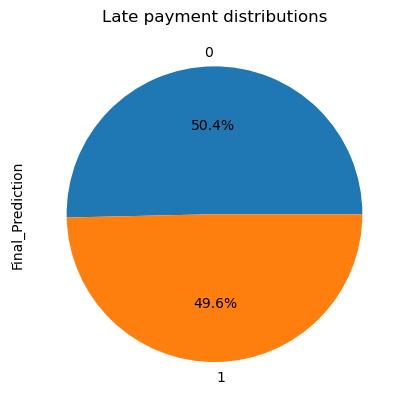 Late payment distributions
0
50.4%
Final_Prediction
49.6%
1